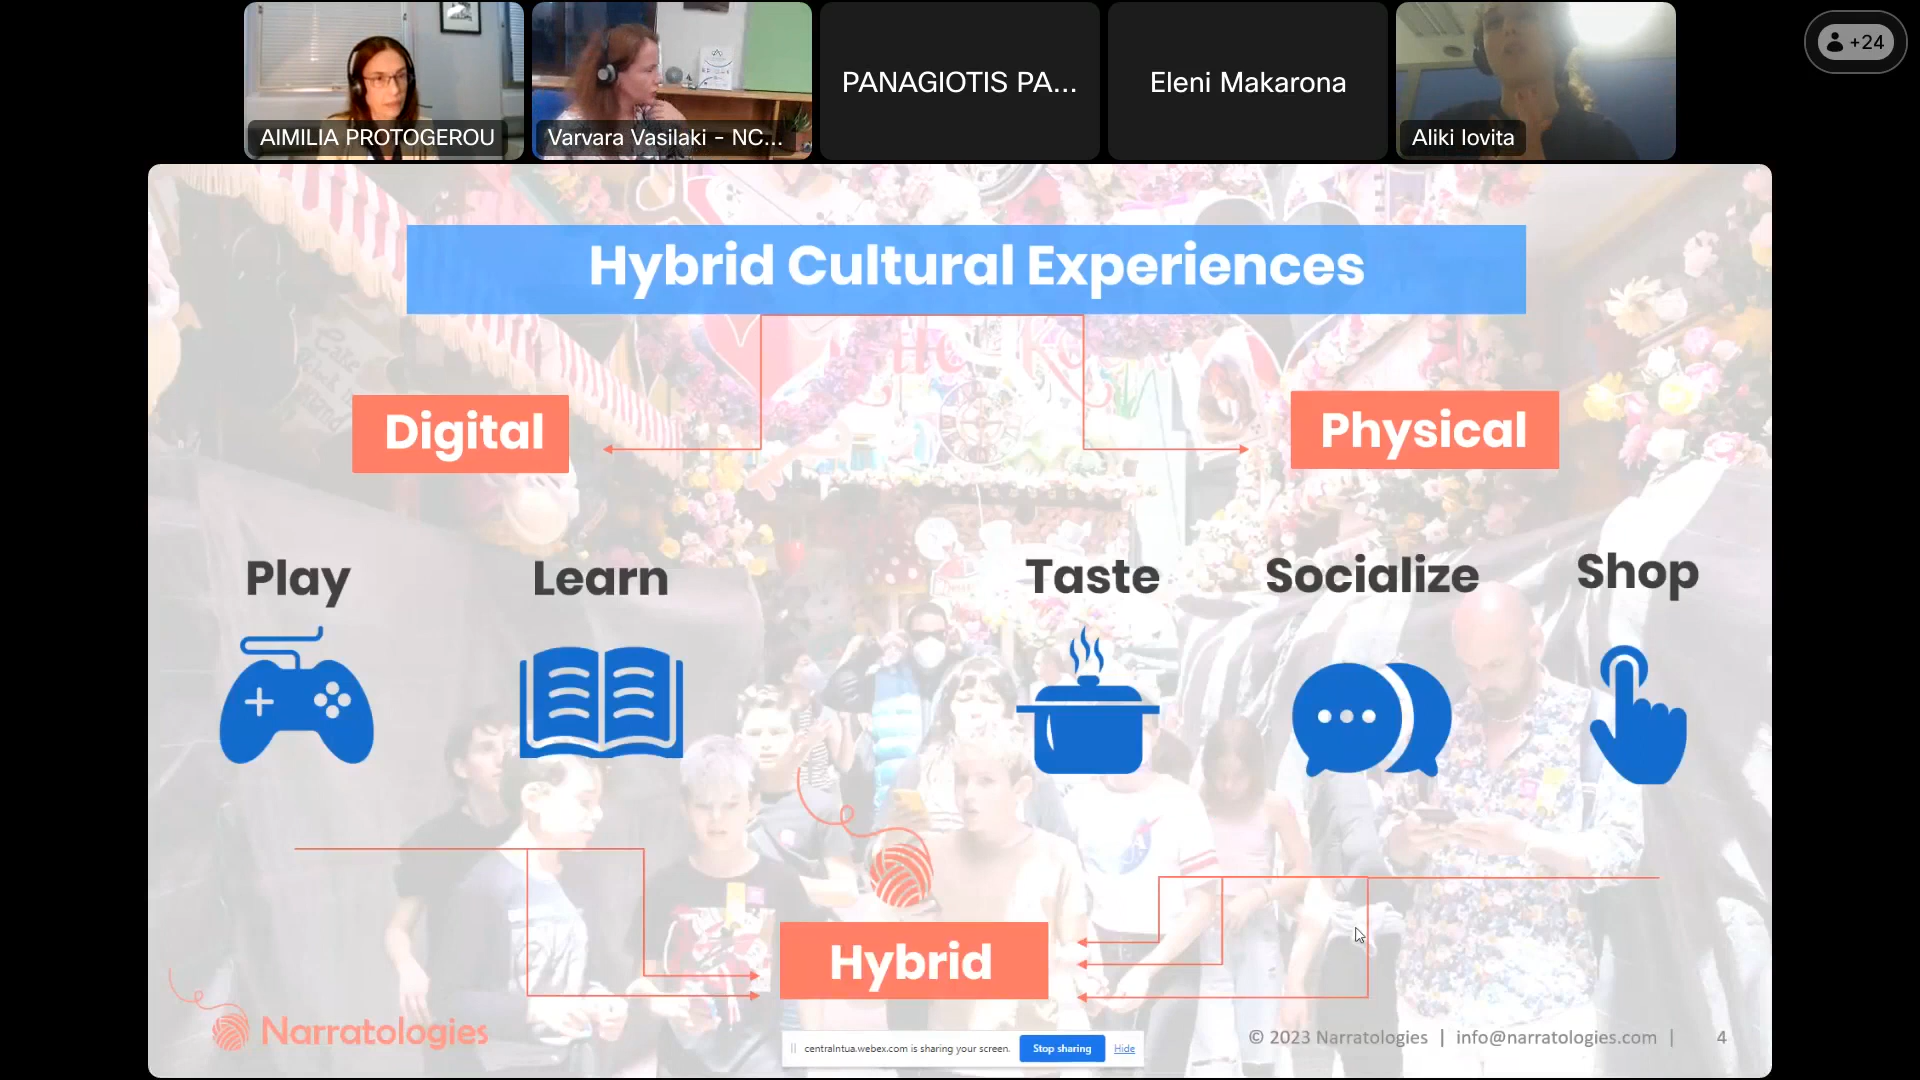 AIMILIA PROTOGEROU
Varvara Vasilaki - NC...
PANAGIOTIS PA...
Eleni Makarona
Aliki Iovita
+24
Hybrid Cultural Experiences
Digital
Physical
Play
Learn
Taste
Socialize
Shop
Hybrid
Narratologies
centralntua.webex.com is sharing your screen.
Stop sharing
Hide
© 2023 Narratologies | info@narratologies.com |
4